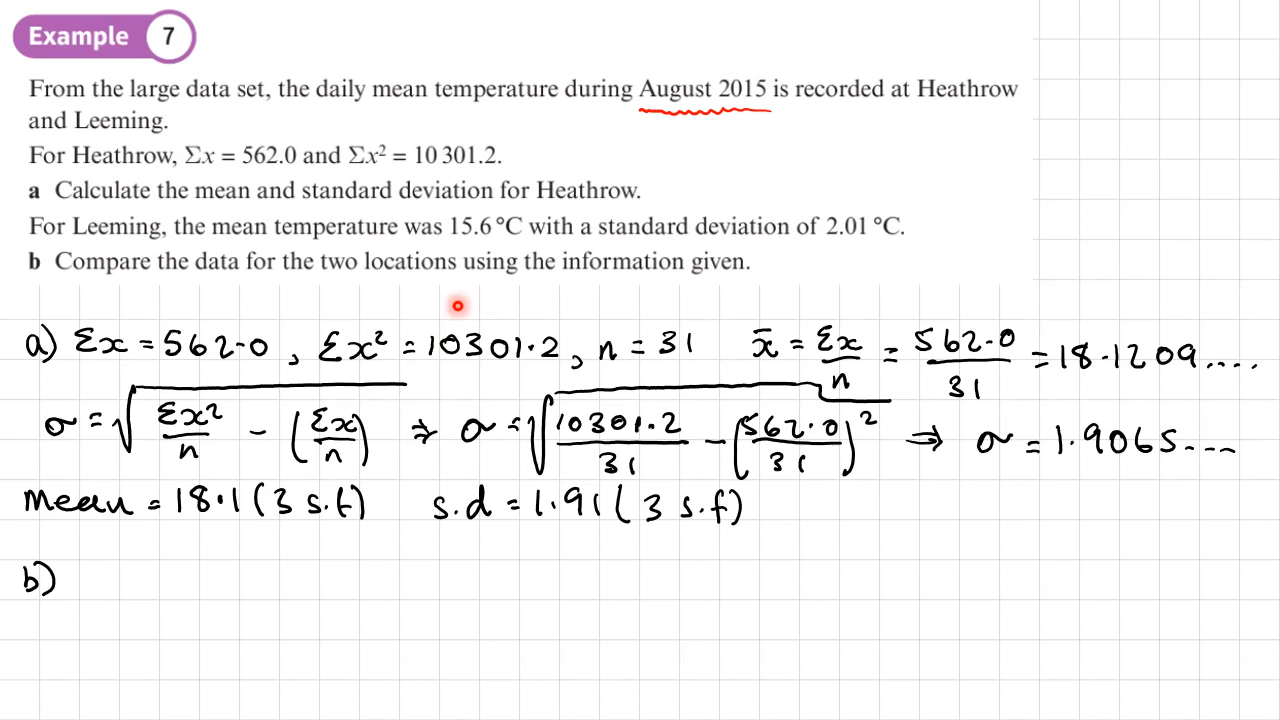 Example 7
From the large data set, the daily mean temperature during August 2015 is recorded at Heathrow
and Leeming.
For Heathrow, Σx = 562.0 and Σx² = 10 301.2.
a Calculate the mean and standard deviation for Heathrow.
For Leeming, the mean temperature was 15.6 °C with a standard deviation of 2.01 °C.
b Compare the data for the two locations using the information given.
a) Σx = 562.0 , Σx² = 10301.2 , n = 31 x̄ = Σx/n = 562.0/31 = 18.1209....
σ = √(Σx²/n - (Σx/n)) ⇒ σ = √(10301.2/31 - (562.0/31)²) ⇒ σ = 1.9065...
Mean = 18.1 (3 s.f) s.d = 1.91 (3 s.f)
b)